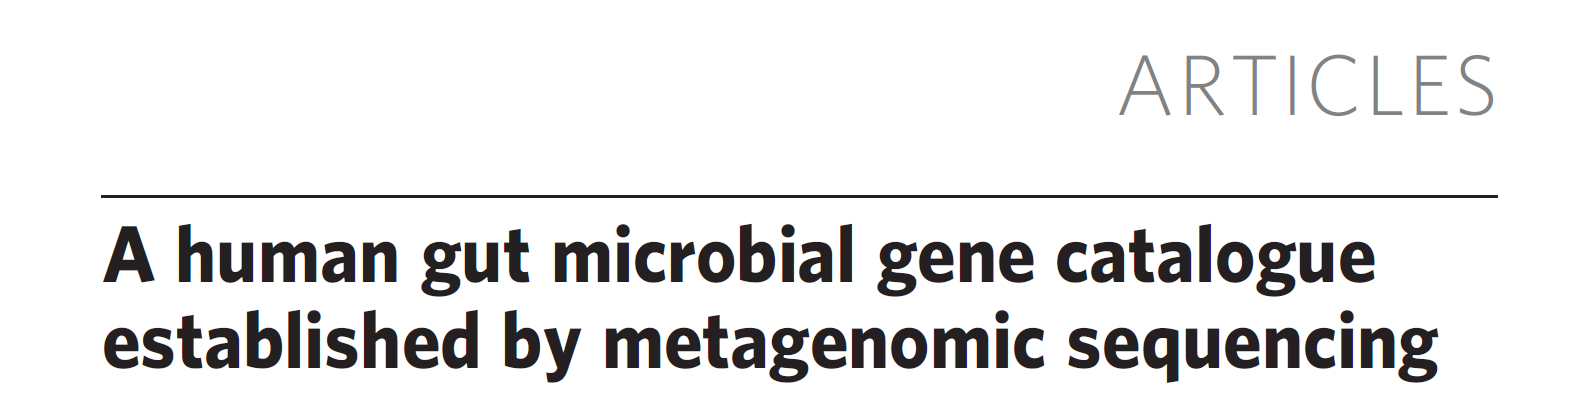 ARTICLES
A human gut microbial gene catalogue
established by metagenomic sequencing